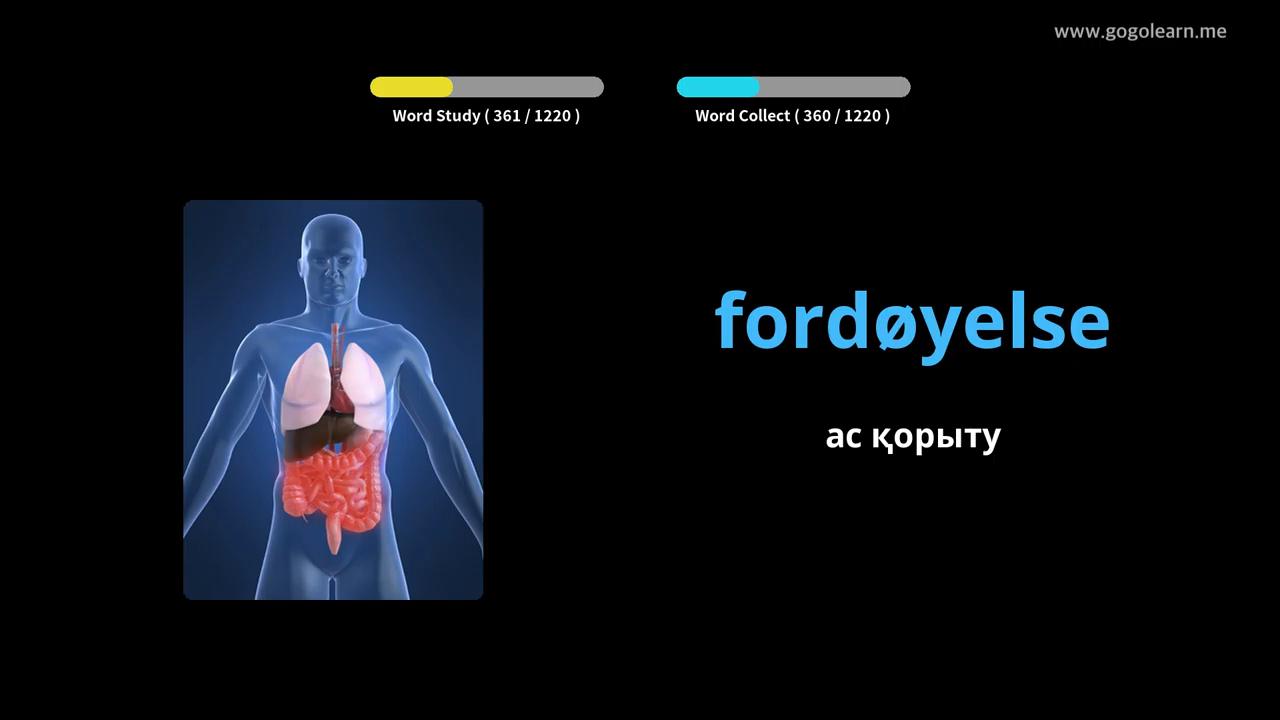 www.gogolearn.me
Word Study ( 361 / 1220 )
Word Collect ( 360 / 1220 )
fordøyelse
ас қорыту